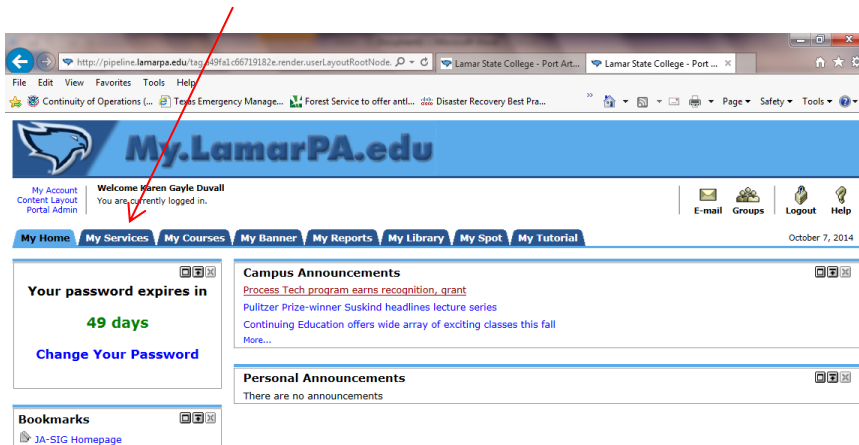 http://pipeline.lamarpa.edu/tag.a49fa1c66719182e.render.userLayoutRootNode.
Lamar State College - Port Art...
Lamar State College - Port ...
File Edit View Favorites Tools Help
Continuity of Operations (... Texas Emergency Manage... Forest Service to offer antl... Disaster Recovery Best Pra... » Page Safety Tools
My.LamarPA.edu
My Account
Content Layout
Portal Admin
Welcome Karen Gayle Duvall
You are currently logged in.
E-mail Groups Logout Help
My Home My Services My Courses My Banner My Reports My Library My Spot My Tutorial October 7, 2014
Your password expires in
49 days
Change Your Password
Campus Announcements
Process Tech program earns recognition, grant
Pulitzer Prize-winner Suskind headlines lecture series
Continuing Education offers wide array of exciting classes this fall
More...
Personal Announcements
There are no announcements
Bookmarks
JA-SIG Homepage